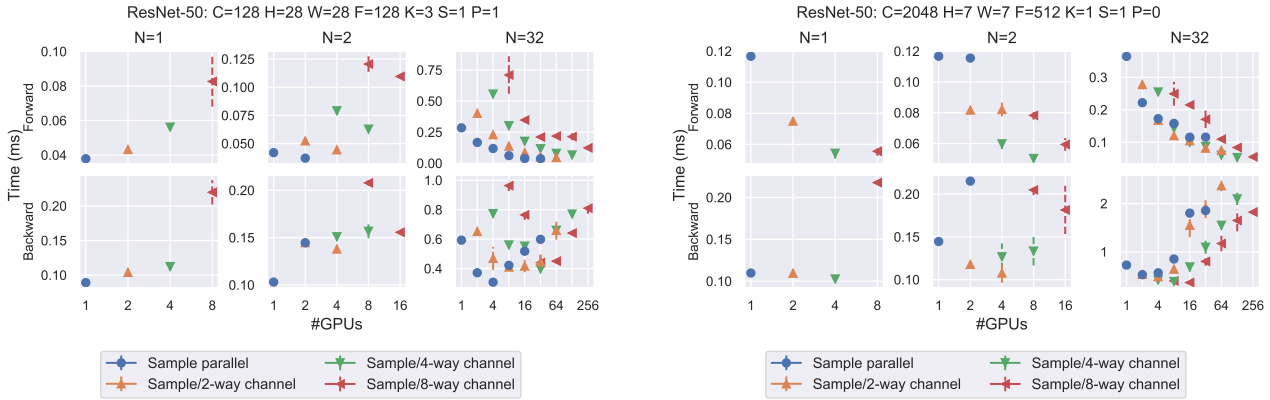 ResNet-50: C=128 H=28 W=28 F=128 K=3 S=1 P=1
N=1 N=2 N=32
0.10
0.08
0.06
0.04
0.125
0.100
0.075
0.050
0.75
0.50
0.25
0.00
Forward
Time (ms)
0.20
0.15
0.10
0.20
0.15
0.10
1.0
0.8
0.6
0.4
Backward
1 2 4 8
1 2 4 8 16
1 4 16 64 256
#GPUs
Sample parallel
Sample/2-way channel
Sample/4-way channel
Sample/8-way channel
ResNet-50: C=2048 H=7 W=7 F=512 K=1 S=1 P=0
N=1 N=2 N=32
0.12
0.10
0.08
0.06
0.12
0.10
0.08
0.06
0.3
0.2
0.1
Forward
Time (ms)
0.20
0.15
0.10
0.20
0.15
0.10
2
1
Backward
1 2 4 8
1 2 4 8 16
1 4 16 64 256
#GPUs
Sample parallel
Sample/2-way channel
Sample/4-way channel
Sample/8-way channel